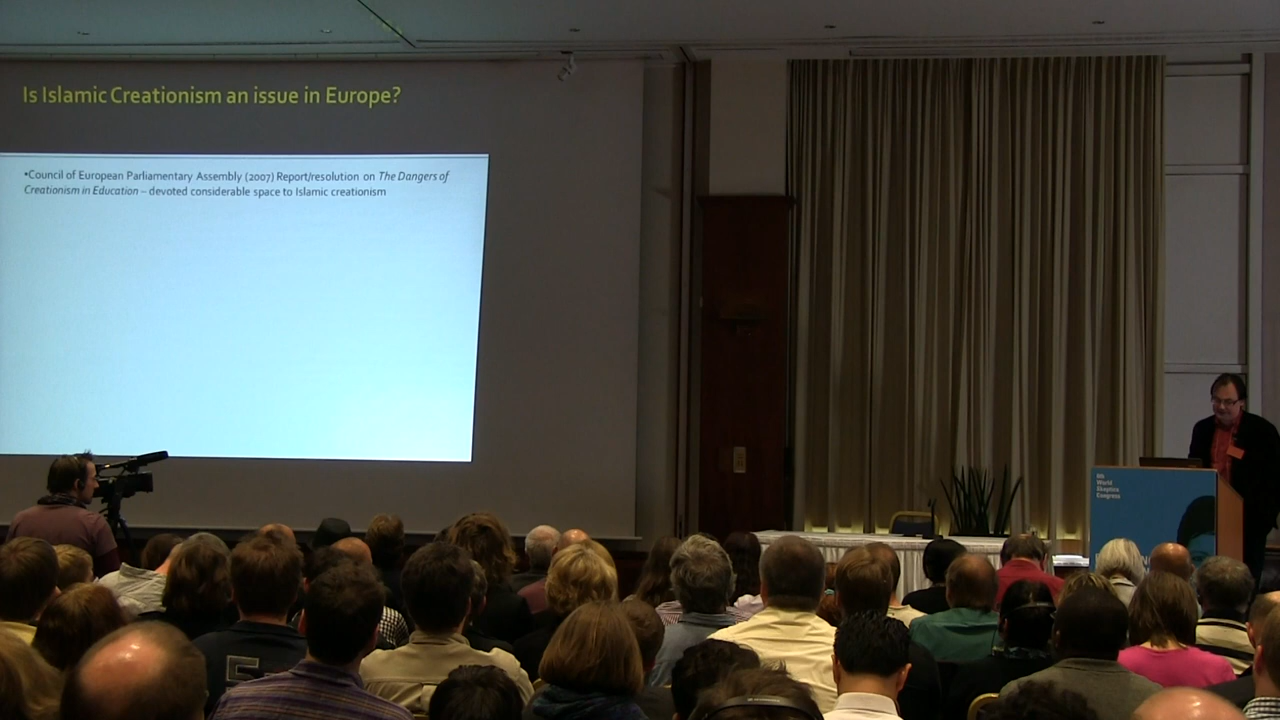 Is Islamic Creationism an issue in Europe?
•Council of European Parliamentary Assembly (2007) Report/resolution on The Dangers of
Creationism in Education – devoted considerable space to Islamic creationism
World
Skeptics
Congress